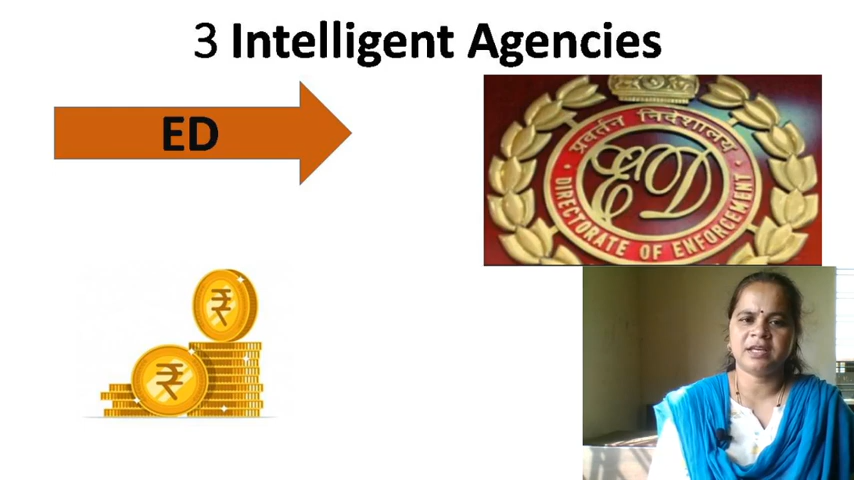 3 Intelligent Agencies
ED
प्रवर्तन निदेशालय
ED
DIRECTORATE OF ENFORCEMENT
₹
₹